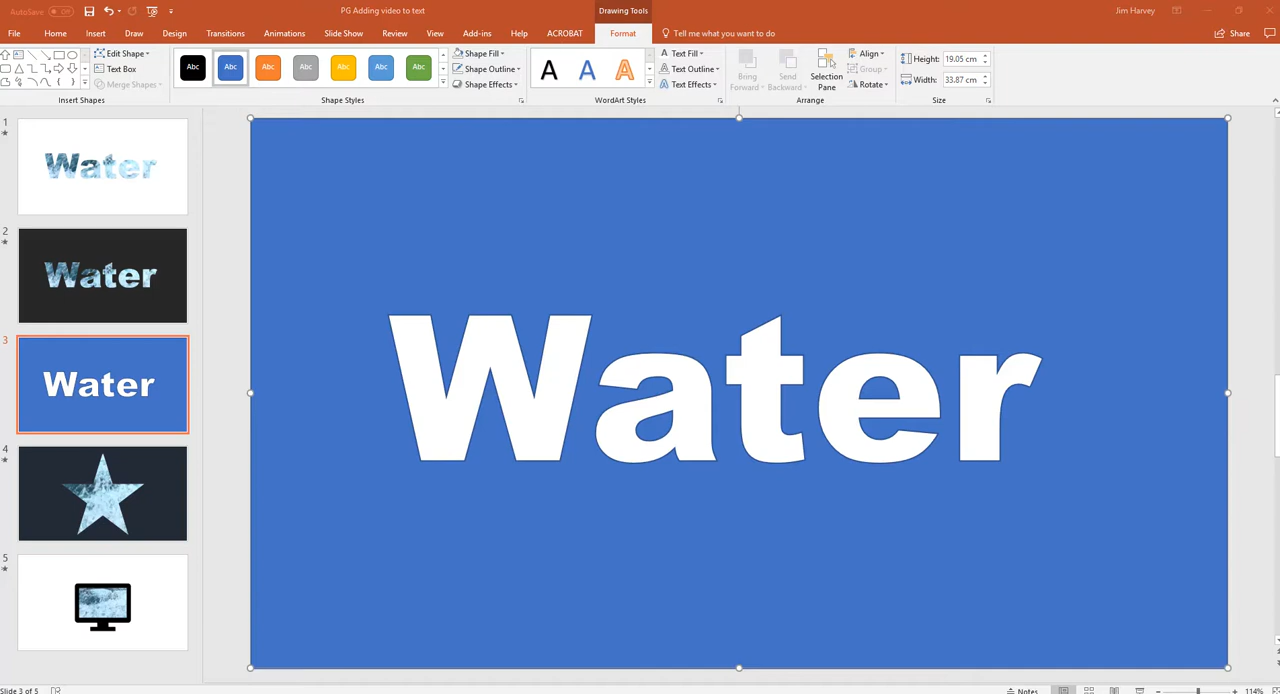 AutoSave Off PG Adding video to text Drawing Tools Jim Harvey
File Home Insert Draw Design Transitions Animations Slide Show Review View Add-ins Help ACROBAT Format Tell me what you want to do Share
Edit Shape
Text Box
Merge Shapes
Insert Shapes
Abc Abc Abc Abc Abc Abc Abc
Shape Fill
Shape Outline
Shape Effects
Shape Styles
A A A
Text Fill
Text Outline
Text Effects
WordArt Styles
Bring
Forward
Send
Backward
Selection
Pane
Align
Group
Rotate
Arrange
Height: 19.05 cm
Width: 33.87 cm
Size
1
Water
2
Water
3
Water
4
5
Water
Slide 3 of 5 Notes 114%